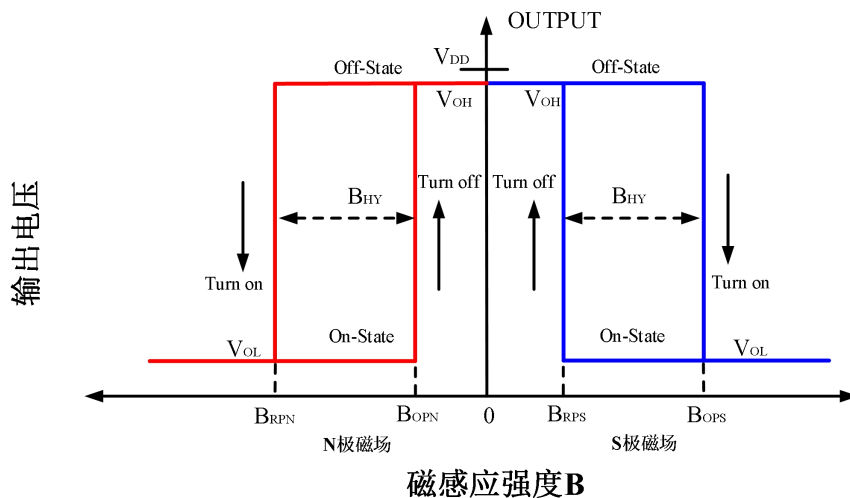 OUTPUT
VDD
Off-State
Off-State
VOH
VOH
Turn off
Turn off
BHY
BHY
输出电压
Turn on
Turn on
On-State
On-State
VOL
VOL
BRPN
BOPN
0
BRPS
BOPS
N极磁场
S极磁场
磁感应强度B